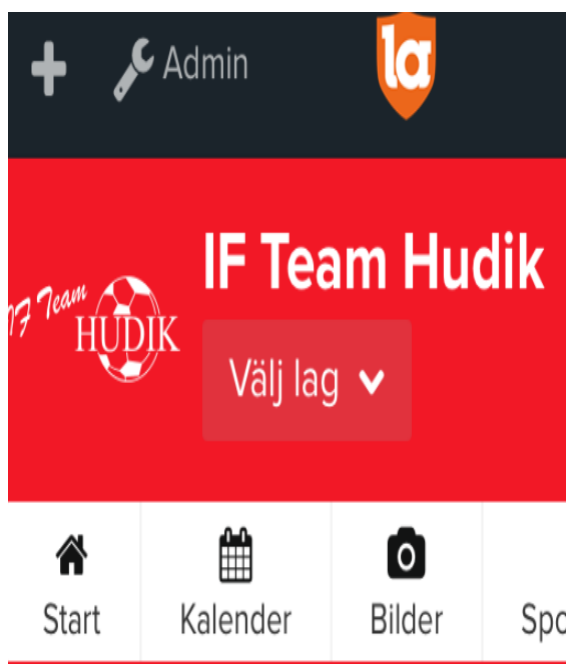 Admin
la
IF Team Hudik
IF Team
HUDIK
Välj lag
Start
Kalender
Bilder